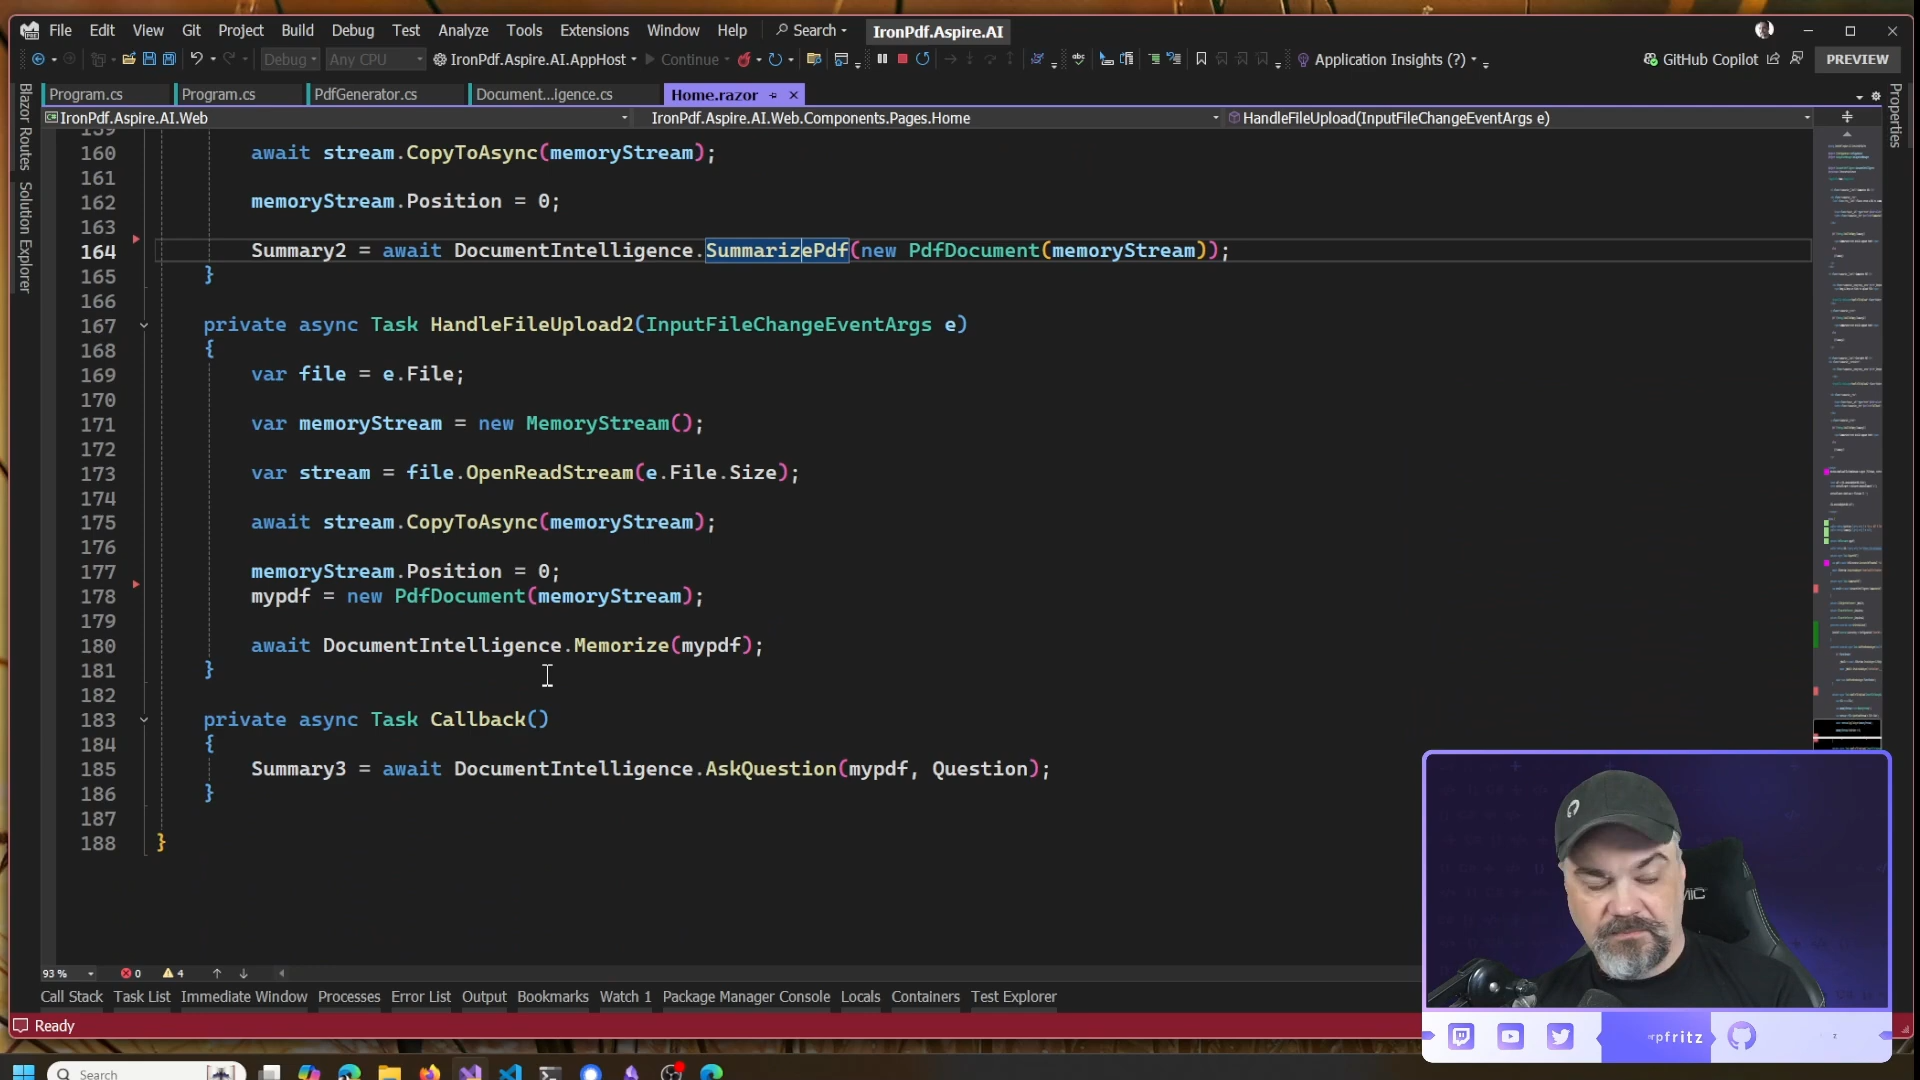 File Edit View Git Project Build Debug Test Analyze Tools Extensions Window Help Search IronPdf.Aspire.AI
Debug Any CPU IronPdf.Aspire.AI.AppHost Continue Application Insights (?) GitHub Copilot PREVIEW
Program.cs Program.cs PdfGenerator.cs Document...igence.cs Home.razor
IronPdf.Aspire.AI.Web IronPdf.Aspire.AI.Web.Components.Pages.Home HandleFileUpload(InputFileChangeEventArgs e)
Blazor Routes
Solution Explorer
Properties
159
160 await stream.CopyToAsync(memoryStream);
161
162 memoryStream.Position = 0;
163
164 Summary2 = await DocumentIntelligence.SummarizePdf(new PdfDocument(memoryStream));
165 }
166
167 private async Task HandleFileUpload2(InputFileChangeEventArgs e)
168 {
169 var file = e.File;
170
171 var memoryStream = new MemoryStream();
172
173 var stream = file.OpenReadStream(e.File.Size);
174
175 await stream.CopyToAsync(memoryStream);
176
177 memoryStream.Position = 0;
178 mypdf = new PdfDocument(memoryStream);
179
180 await DocumentIntelligence.Memorize(mypdf);
181 }
182
183 private async Task Callback()
184 {
185 Summary3 = await DocumentIntelligence.AskQuestion(mypdf, Question);
186 }
187
188 }
93 % 0 4
Call Stack Task List Immediate Window Processes Error List Output Bookmarks Watch 1 Package Manager Console Locals Containers Test Explorer
Ready
rpfritz
Search